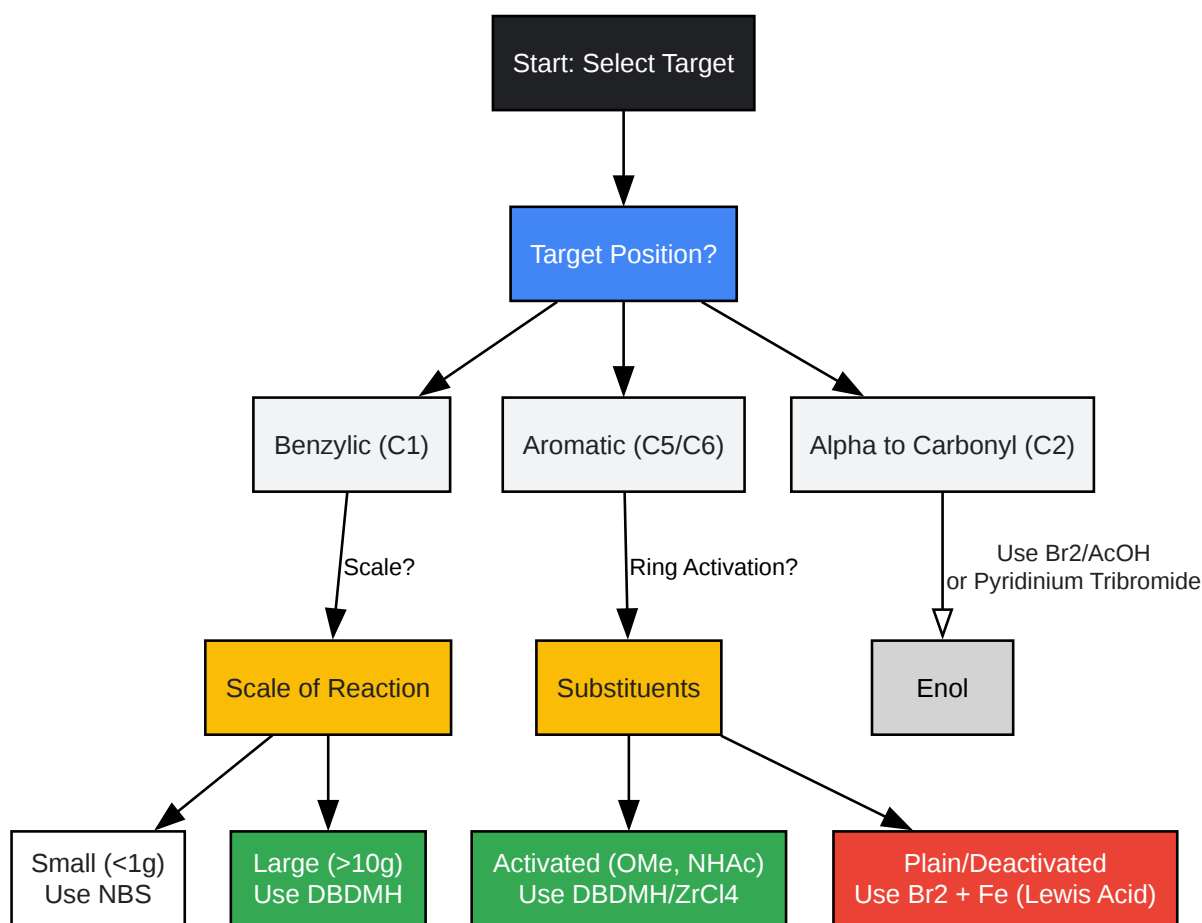 Start: Select Target
Target Position?
Benzylic (C1)
Aromatic (C5/C6)
Alpha to Carbonyl (C2)
Scale?
Ring Activation?
Use Br2/AcOH
or Pyridinium Tribromide
Scale of Reaction
Substituents
Enol
Small (<1g)
Use NBS
Large (>10g)
Use DBDMH
Activated (OMe, NHAc)
Use DBDMH/ZrCl4
Plain/Deactivated
Use Br2 + Fe (Lewis Acid)